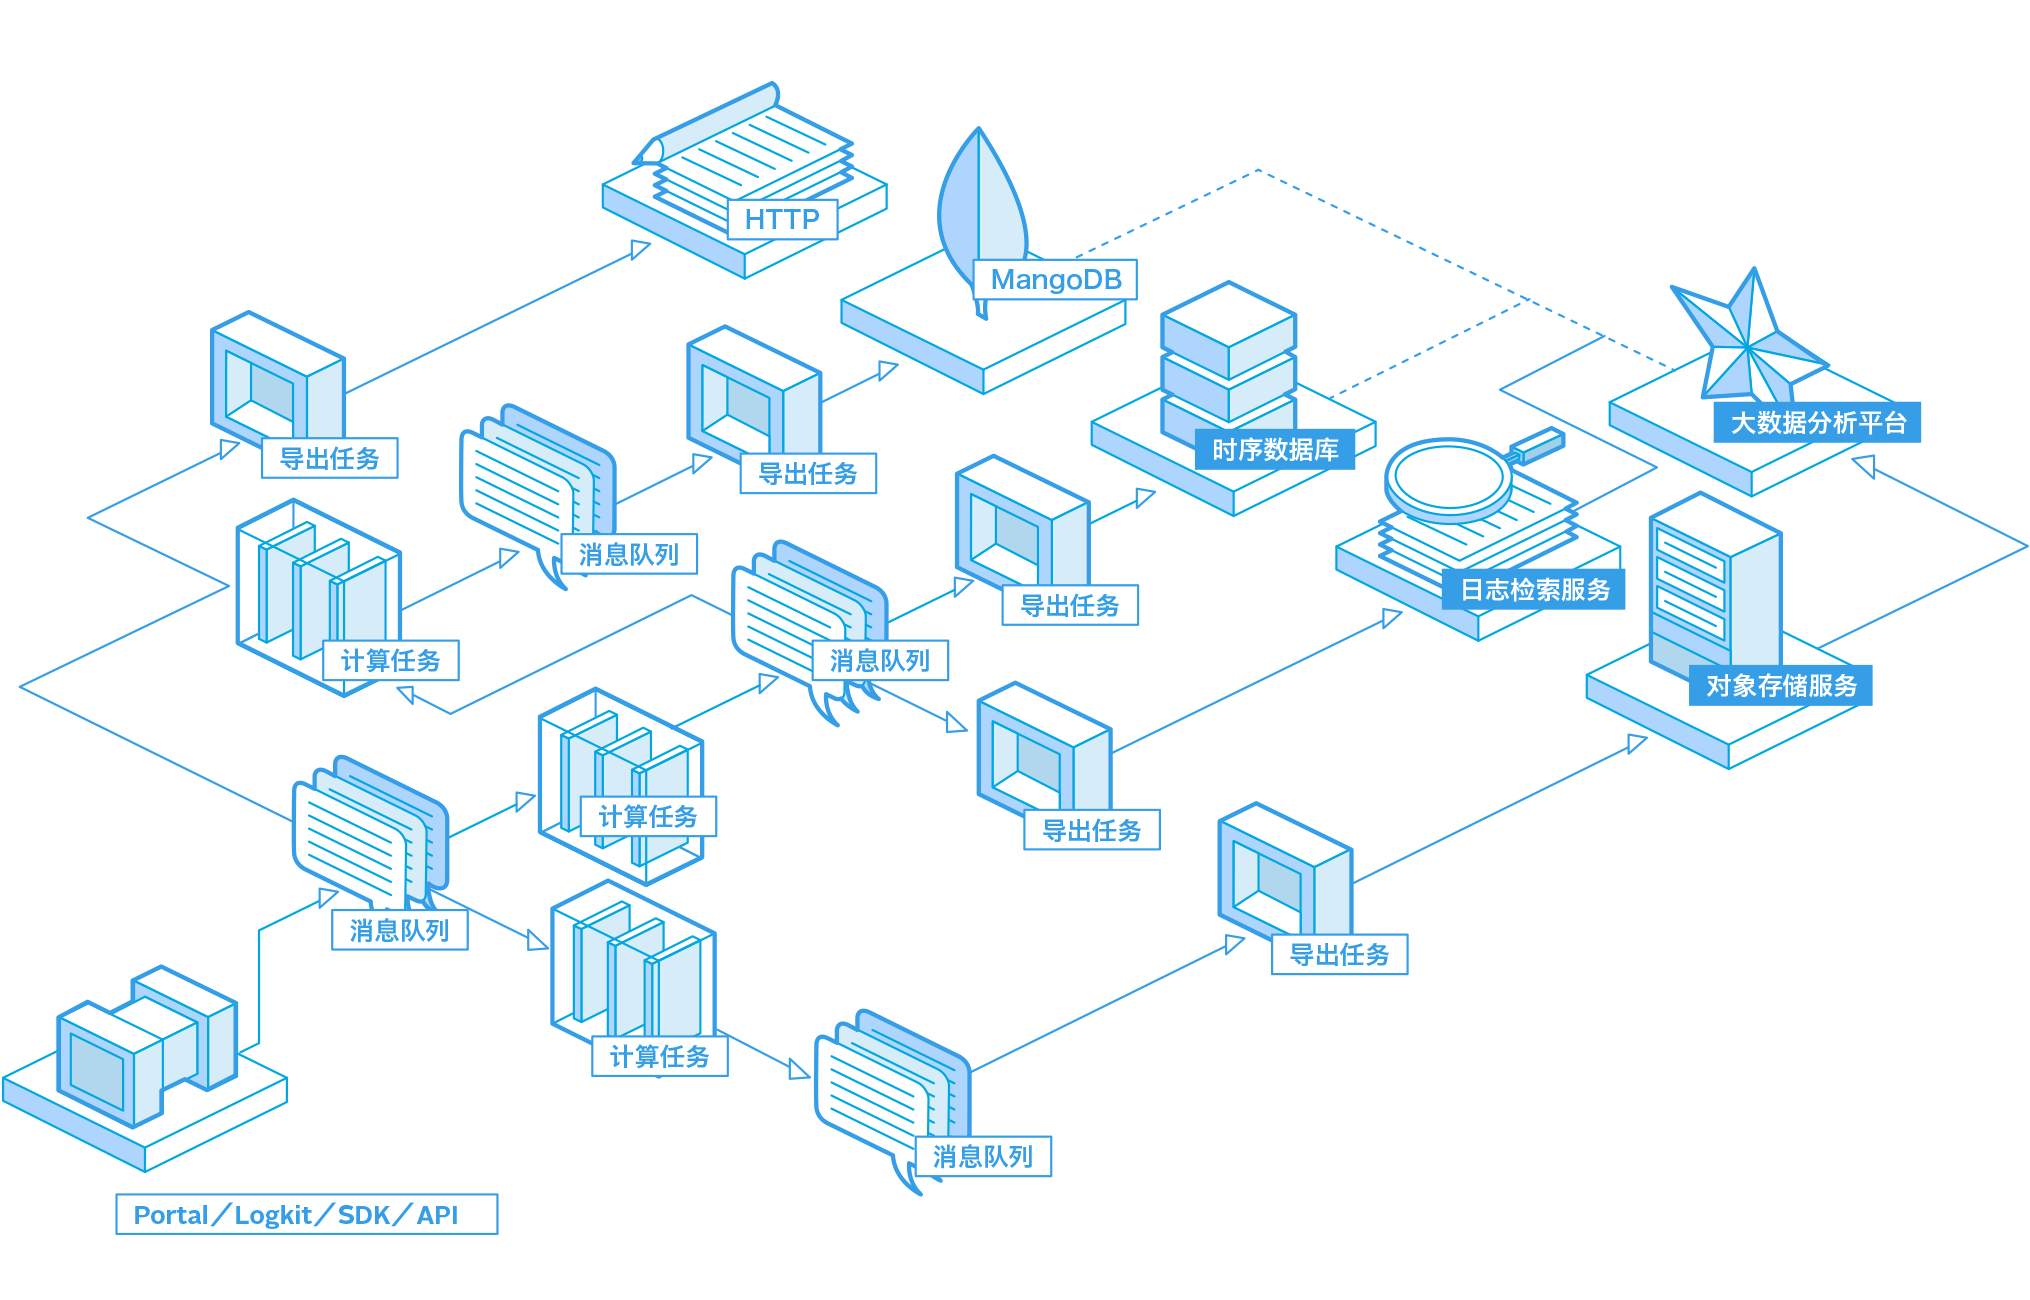 HTTP
MangoDB
大数据分析平台
时序数据库
导出任务
导出任务
消息队列
日志检索服务
导出任务
计算任务
消息队列
对象存储服务
计算任务
导出任务
消息队列
导出任务
计算任务
消息队列
Portal／Logkit／SDK／API